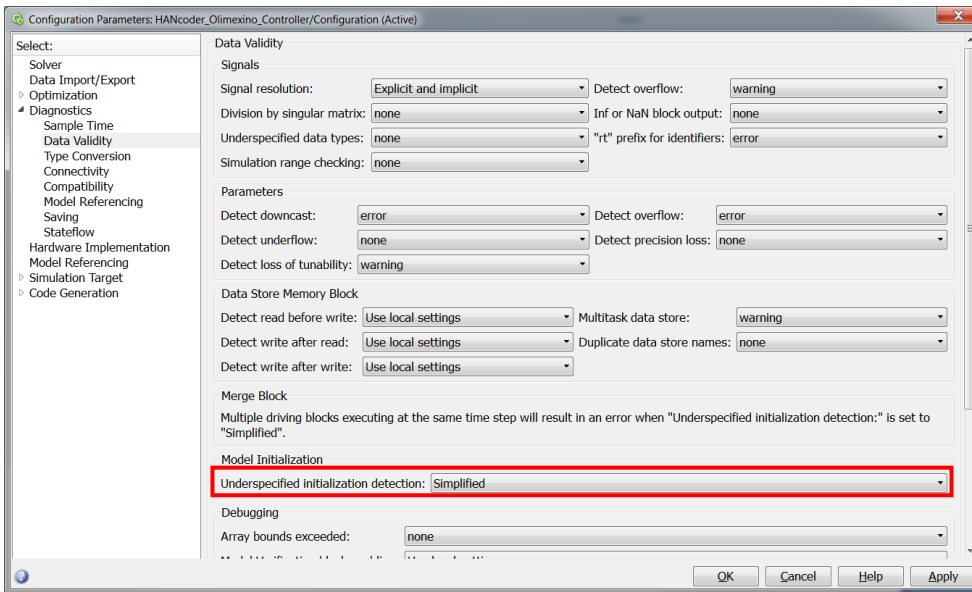 Configuration Parameters: HANcoder_Olimexino_Controller/Configuration (Active)
Select:
Solver
Data Import/Export
Optimization
Diagnostics
Sample Time
Data Validity
Type Conversion
Connectivity
Compatibility
Model Referencing
Saving
Stateflow
Hardware Implementation
Model Referencing
Simulation Target
Code Generation
Data Validity
Signals
Signal resolution: Explicit and implicit Detect overflow: warning
Division by singular matrix: none Inf or NaN block output: none
Underspecified data types: none "rt" prefix for identifiers: error
Simulation range checking: none
Parameters
Detect downcast: error Detect overflow: error
Detect underflow: none Detect precision loss: none
Detect loss of tunability: warning
Data Store Memory Block
Detect read before write: Use local settings Multitask data store: warning
Detect write after read: Use local settings Duplicate data store names: none
Detect write after write: Use local settings
Merge Block
Multiple driving blocks executing at the same time step will result in an error when "Underspecified initialization detection:" is set to
"Simplified".
Model Initialization
Underspecified initialization detection: Simplified
Debugging
Array bounds exceeded: none
OK Cancel Help Apply